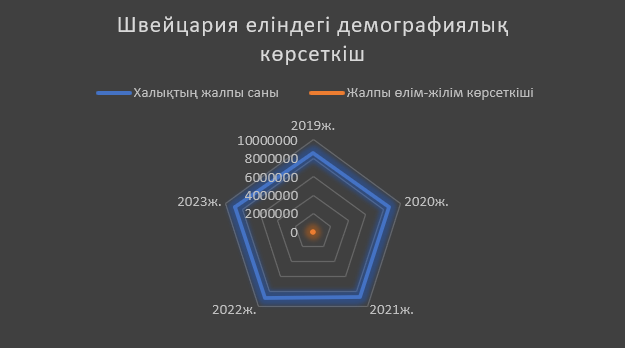 Швейцария еліндегі демографиялық
көрсеткіш
Халықтың жалпы саны
Жалпы өлім-жілім көрсеткіші
2019ж.
10000000
8000000
6000000
4000000
2000000
0
2020ж.
2021ж.
2022ж.
2023ж.